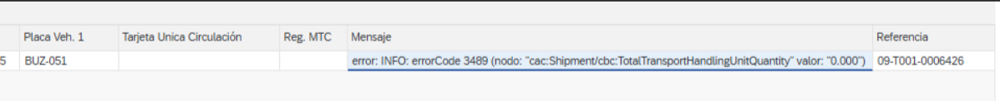 Placa Veh. 1 Tarjeta Unica Circulación Reg. MTC Mensaje Referencia
5 BUZ-051 error: INFO: errorCode 3489 (nodo: "cac:Shipment/cbc:TotalTransportHandlingUnitQuantity" valor: "0.000") 09-T001-0006426